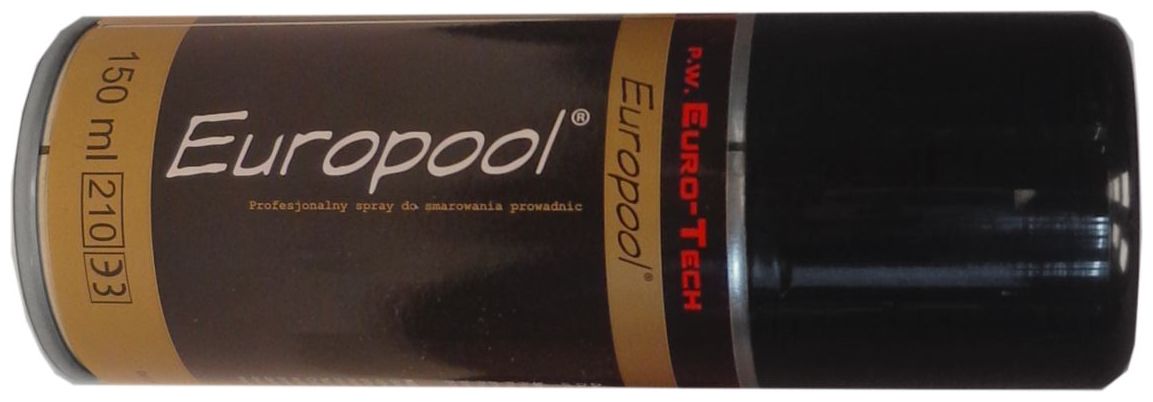 150 ml 210 3
Europool®
Profesjonalny spray do smarowania prowadnic
Europool®
P.W. EURO-TECH